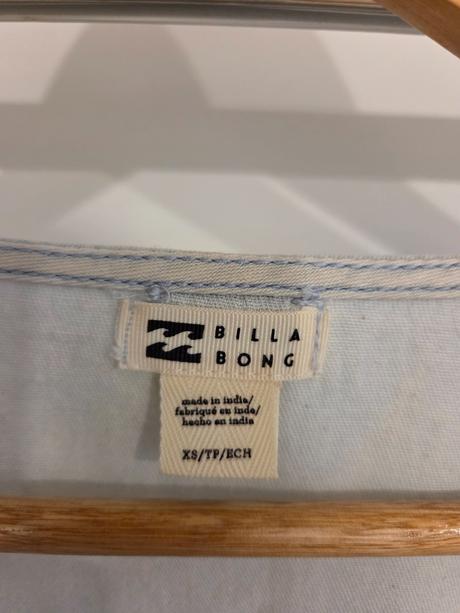 BILLA
BONG
made in india/
fabriqué en inde/
hecho en india
XS/TP/ECH